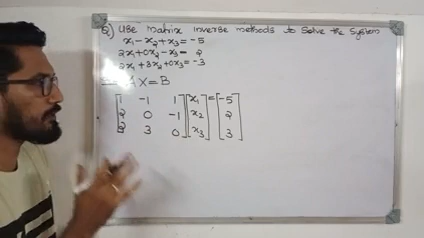 Q) Use matrix inverse methods to solve the system
x₁ - x₂ + x₃ = -5
2x₁ + 0x₂ - x₃ = 2
2x₁ + 3x₂ + 0x₃ = -3
AX = B
[1 -1 1] [x₁] = [-5]
[2 0 -1] [x₂] [2]
[2 3 0] [x₃] [3]